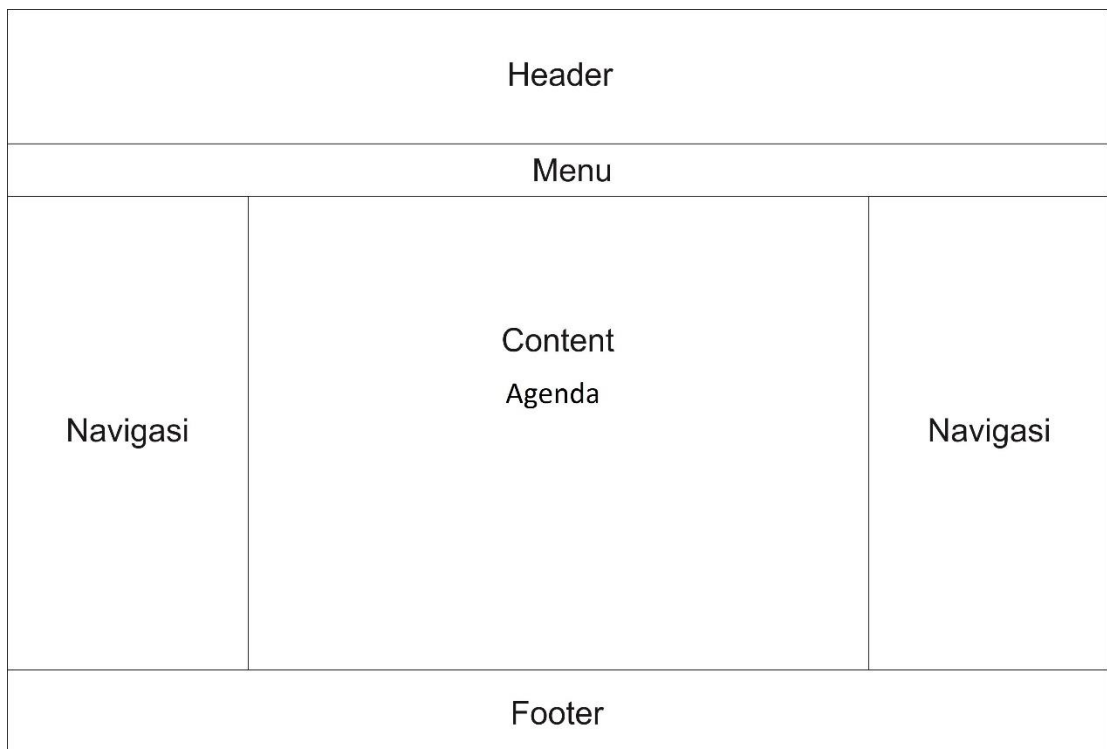 Header
Menu
Navigasi
Content
Agenda
Navigasi
Footer